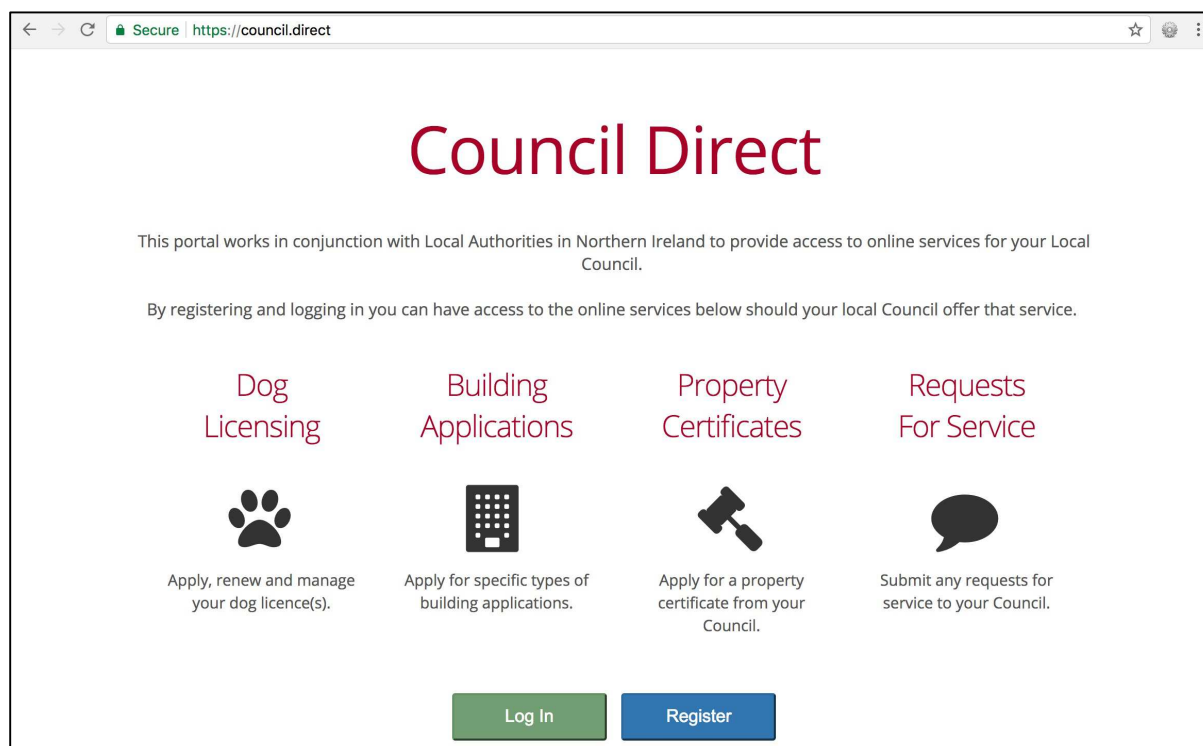 Secure https://council.direct
Council Direct
This portal works in conjunction with Local Authorities in Northern Ireland to provide access to online services for your Local
Council.
By registering and logging in you can have access to the online services below should your local Council offer that service.
Dog
Licensing
Building
Applications
Property
Certificates
Requests
For Service
Apply, renew and manage
your dog licence(s).
Apply for specific types of
building applications.
Apply for a property
certificate from your
Council.
Submit any requests for
service to your Council.
Log In
Register